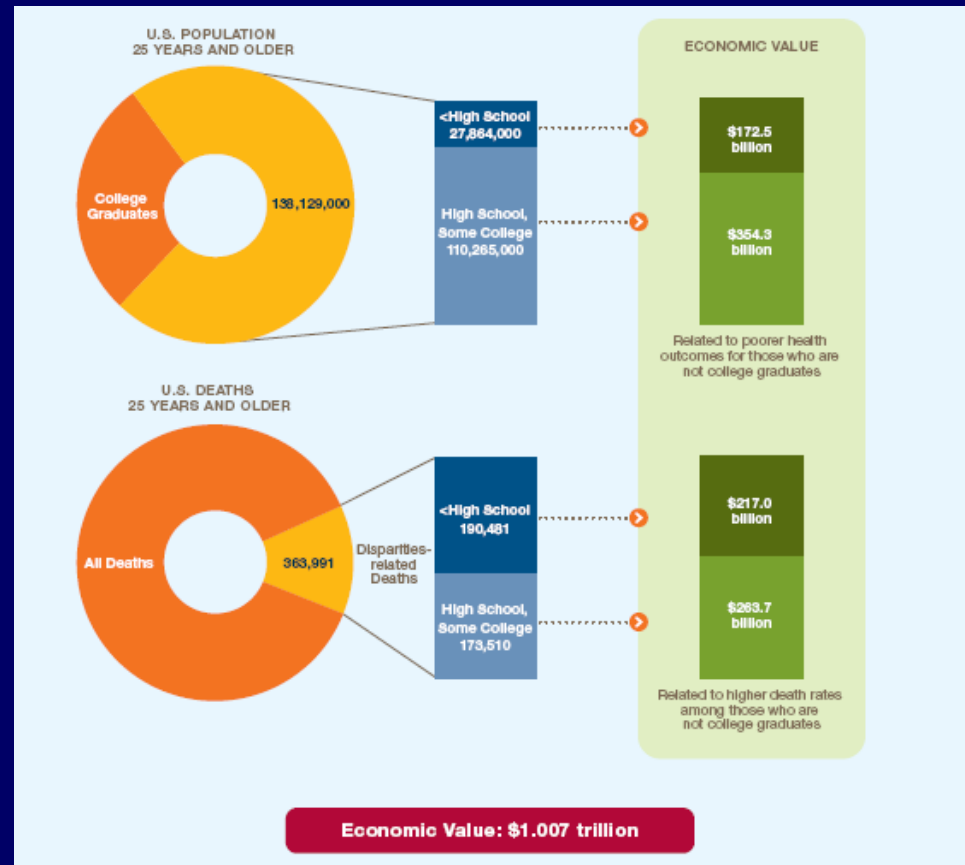 U.S. POPULATION
25 YEARS AND OLDER
College
Graduates
138,129,000
<High School
27,864,000
High School,
Some College
110,265,000
ECONOMIC VALUE
$172.5
billion
$354.3
billion
Related to poorer health
outcomes for those who are
not college graduates
U.S. DEATHS
25 YEARS AND OLDER
All Deaths
363,991
Disparities-
related
Deaths
<High School
190,481
High School,
Some College
173,510
$217.0
billion
$263.7
billion
Related to higher death rates
among those who are
not college graduates
Economic Value: $1.007 trillion